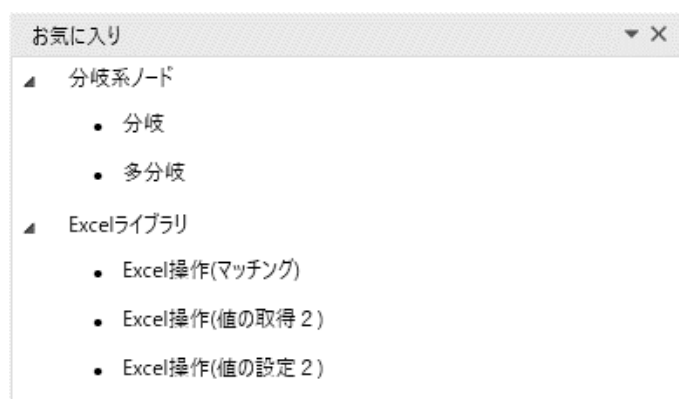 お気に入り
分岐系ノード
分岐
多分岐
Excelライブラリ
Excel操作(マッチング)
Excel操作(値の取得２)
Excel操作(値の設定２)